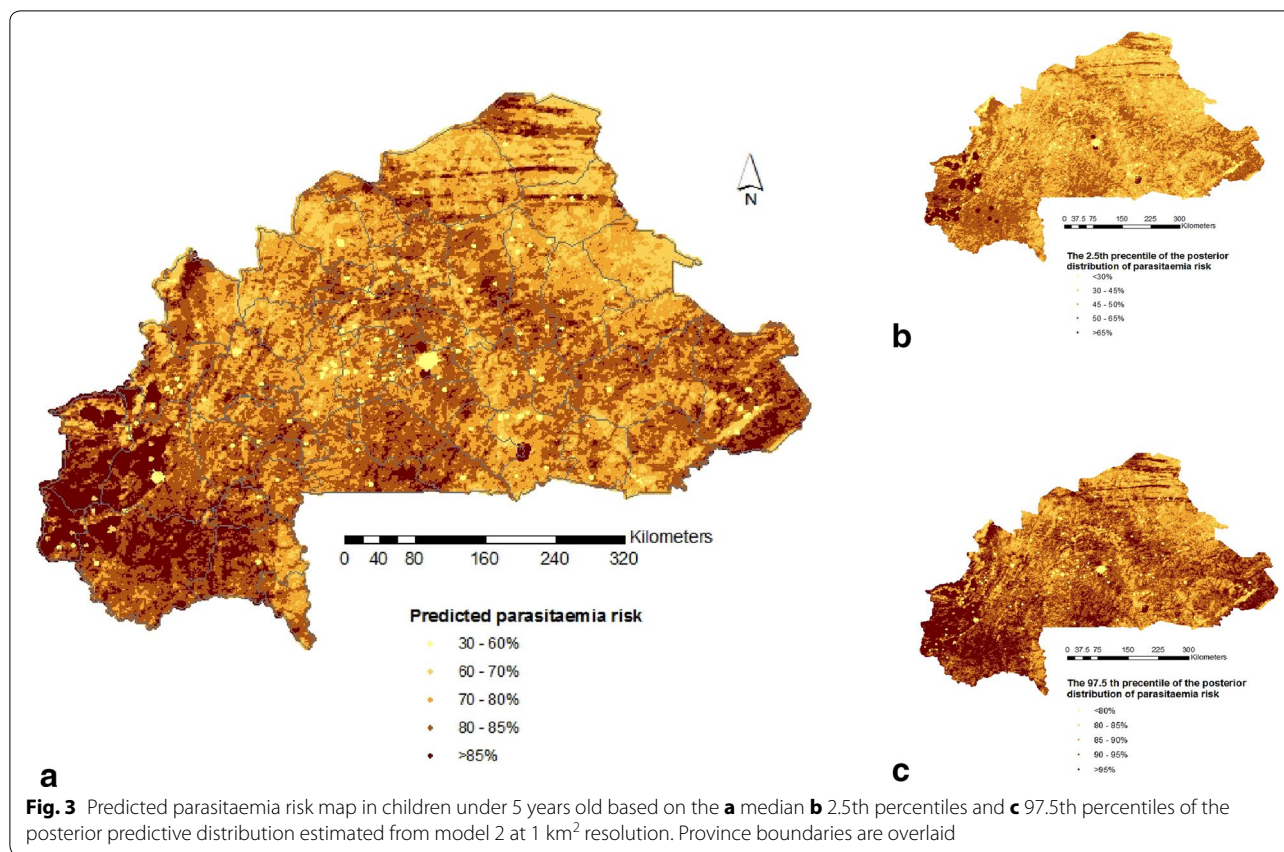 N
Kilometers
0 20 40 80 160 240 320
Predicted parasitaemia risk
30 - 60%
60 - 70%
70 - 80%
80 - 85%
>85%
a
0 37.5 75 150 225 300
Kilometers
The 2.5th precentile of the posterior
distribution of parasitaemia risk
<30%
30 - 45%
45 - 50%
50 - 65%
>65%
b
0 37.5 75 150 225 300
Kilometers
The 97.5 th precentile of the posterior
distribution of parasitaemia risk
<80%
80 - 85%
85 - 90%
90 - 95%
>95%
c
Fig. 3 Predicted parasitaemia risk map in children under 5 years old based on the a median b 2.5th percentiles and c 97.5th percentiles of the
posterior predictive distribution estimated from model 2 at 1 km² resolution. Province boundaries are overlaid